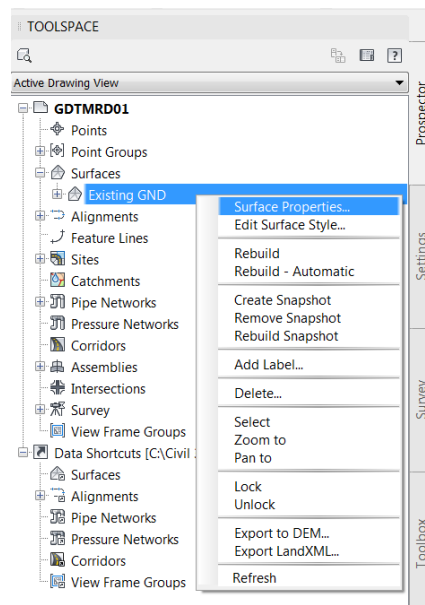 TOOLSPACE
Active Drawing View
GDTMRD01
Points
Point Groups
Surfaces
Existing GND
Alignments
Feature Lines
Sites
Catchments
Pipe Networks
Pressure Networks
Corridors
Assemblies
Intersections
Survey
View Frame Groups
Data Shortcuts [C:\Civil
Surfaces
Alignments
Pipe Networks
Pressure Networks
Corridors
View Frame Groups
Surface Properties...
Edit Surface Style...
Rebuild
Rebuild - Automatic
Create Snapshot
Remove Snapshot
Rebuild Snapshot
Add Label...
Delete...
Select
Zoom to
Pan to
Lock
Unlock
Export to DEM...
Export LandXML...
Refresh
Prospector
Settings
Survey
Toolbox